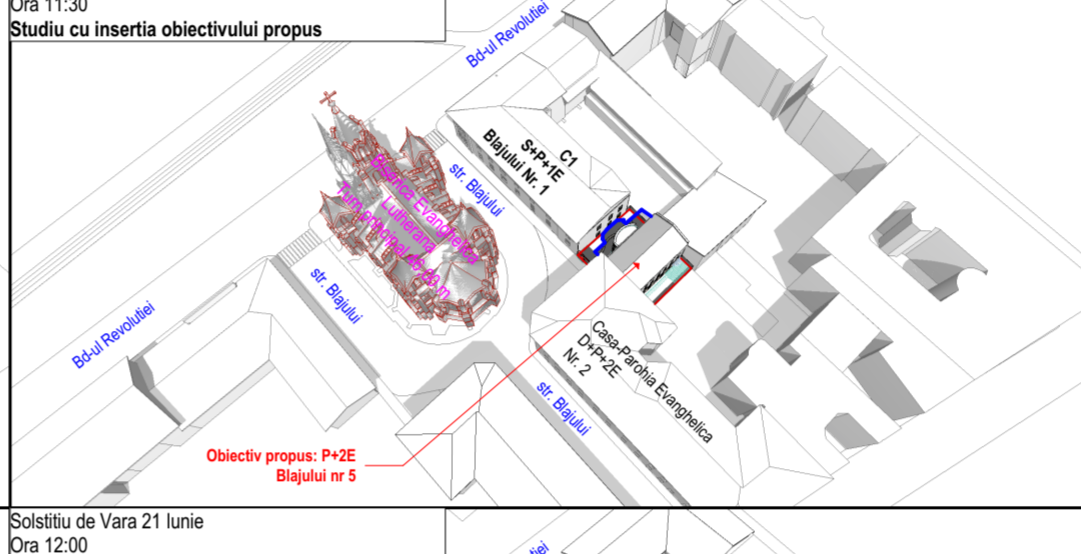 Ora 11:30
Studiu cu insertia obiectivului propus
Bd-ul Revolutiei
C1
S+P+1E
Blajului Nr. 1
str. Blajului
Biserica Evanghelica
Lutherana
Turn principal
str. Blajului
Bd-ul Revolutiei
Casa-Parohia Evanghelica
D+P+2E
Nr. 2
str. Blajului
Obiectiv propus: P+2E
Blajului nr 5
Solstitiu de Vara 21 Iunie
Ora 12:00